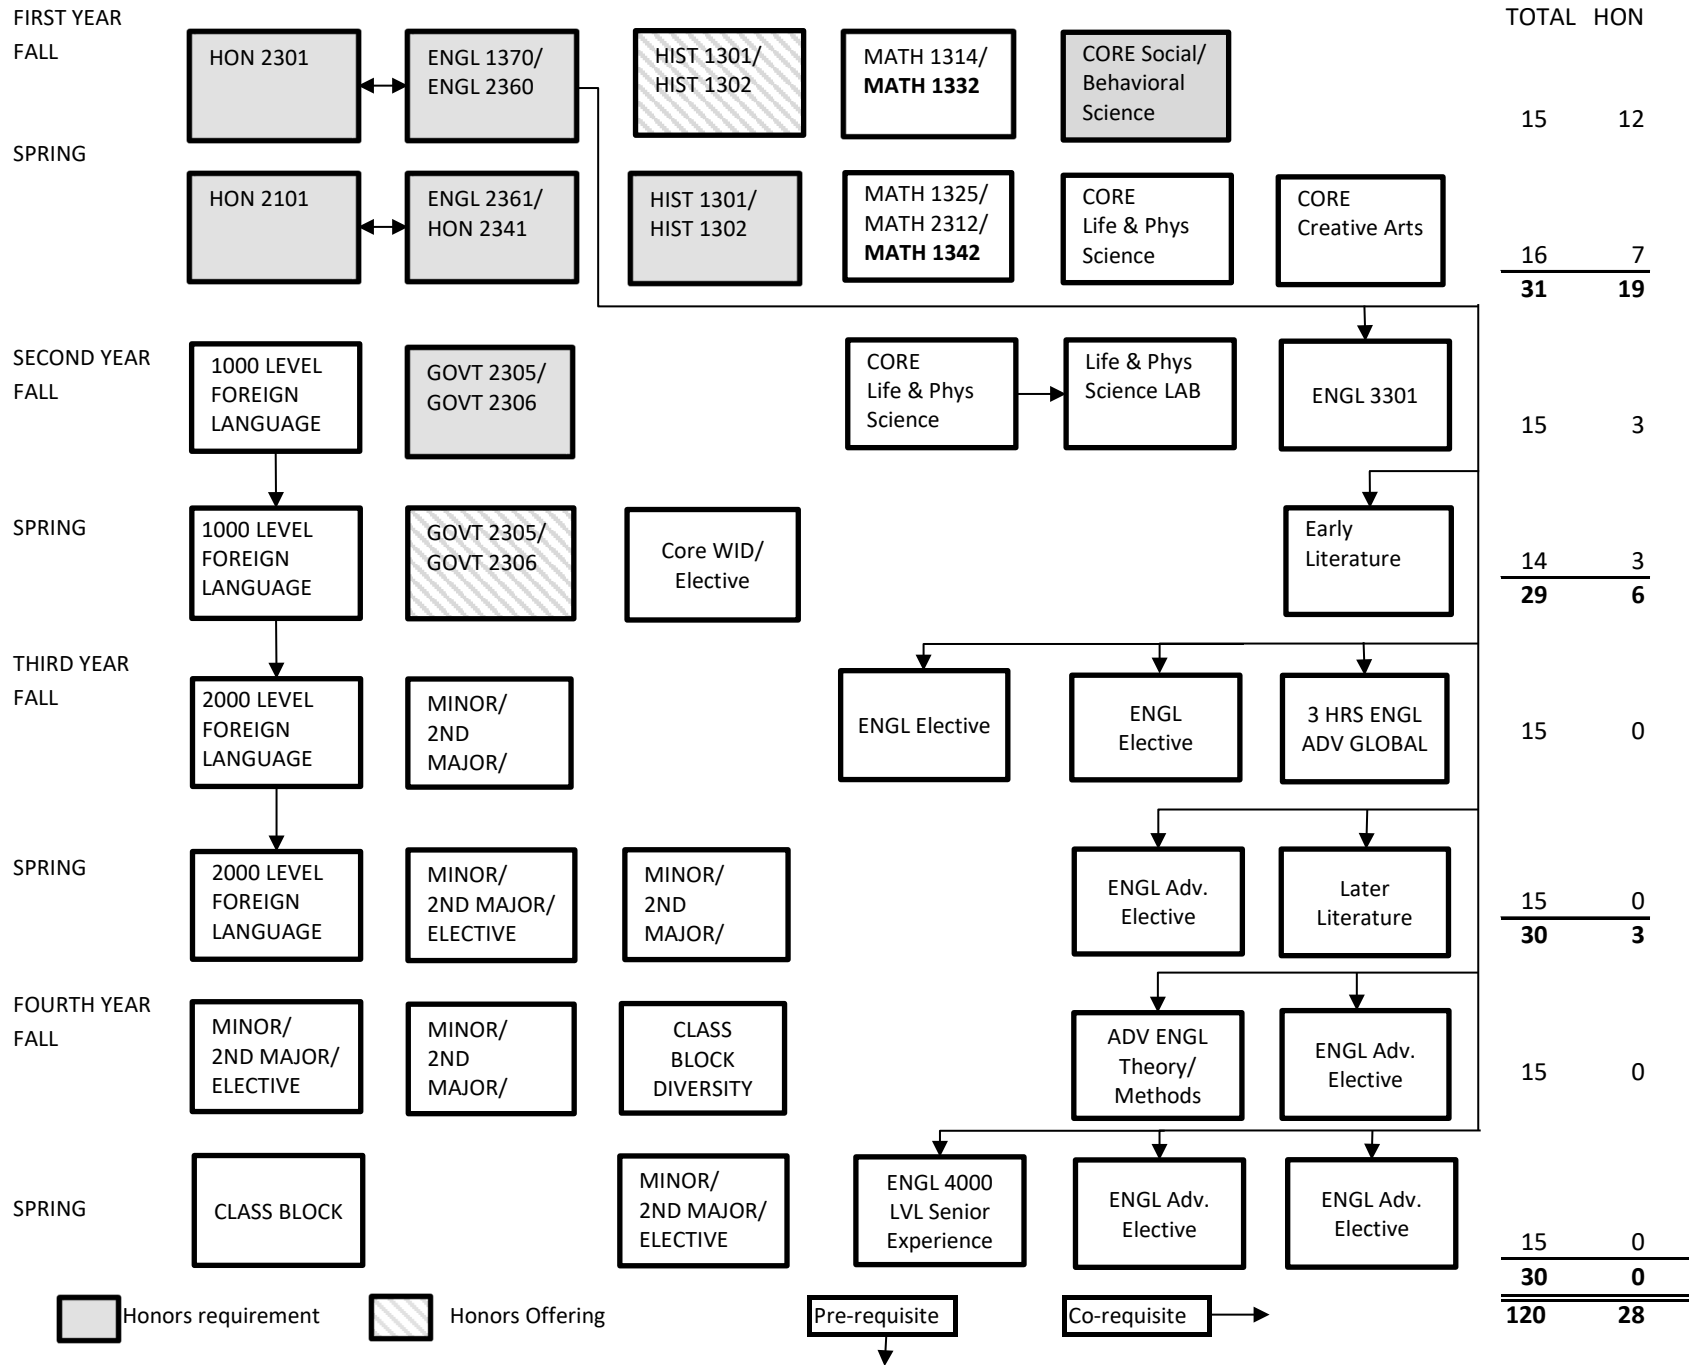 FIRST YEAR
TOTAL HON
FALL
HON 2301
ENGL 1370/
ENGL 2360
HIST 1301/
HIST 1302
MATH 1314/
MATH 1332
CORE Social/
Behavioral
Science
15 12
SPRING
HON 2101
ENGL 2361/
HON 2341
HIST 1301/
HIST 1302
MATH 1325/
MATH 2312/
MATH 1342
CORE
Life & Phys
Science
CORE
Creative Arts
16 7
31 19
SECOND YEAR
FALL
1000 LEVEL
FOREIGN
LANGUAGE
GOVT 2305/
GOVT 2306
CORE
Life & Phys
Science
Life & Phys
Science LAB
ENGL 3301
15 3
SPRING
1000 LEVEL
FOREIGN
LANGUAGE
GOVT 2305/
GOVT 2306
Core WID/
Elective
Early
Literature
14 3
29 6
THIRD YEAR
FALL
2000 LEVEL
FOREIGN
LANGUAGE
MINOR/
2ND
MAJOR/
ENGL Elective
ENGL
Elective
3 HRS ENGL
ADV GLOBAL
15 0
SPRING
2000 LEVEL
FOREIGN
LANGUAGE
MINOR/
2ND MAJOR/
ELECTIVE
MINOR/
2ND
MAJOR/
ENGL Adv.
Elective
Later
Literature
15 0
30 3
FOURTH YEAR
FALL
MINOR/
2ND MAJOR/
ELECTIVE
MINOR/
2ND
MAJOR/
CLASS
BLOCK
DIVERSITY
ADV ENGL
Theory/
Methods
ENGL Adv.
Elective
15 0
SPRING
CLASS BLOCK
MINOR/
2ND MAJOR/
ELECTIVE
ENGL 4000
LVL Senior
Experience
ENGL Adv.
Elective
ENGL Adv.
Elective
15 0
30 0
120 28
Honors requirement
Honors Offering
Pre-requisite
Co-requisite